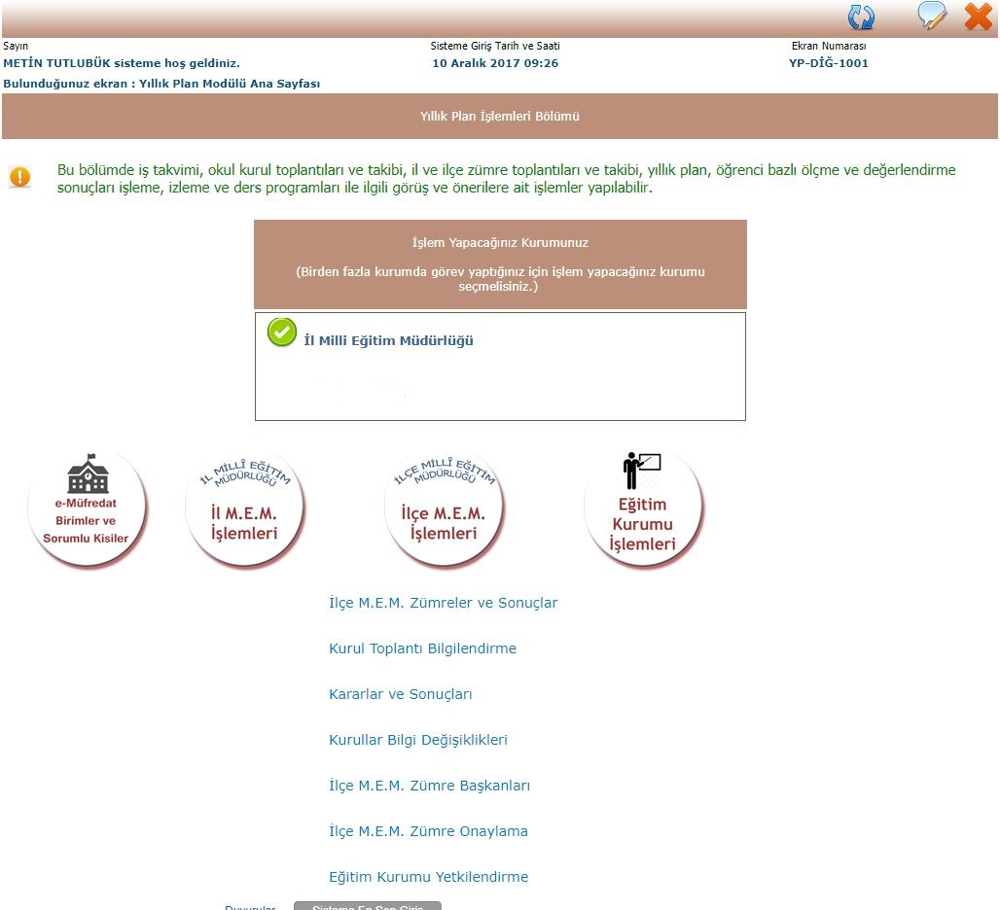 Sayın
Sisteme Giriş Tarih ve Saati
Ekran Numarası
METİN TUTLUBÜK sisteme hoş geldiniz.
10 Aralık 2017 09:26
YP-DİĞ-1001
Bulunduğunuz ekran : Yıllık Plan Modülü Ana Sayfası
Yıllık Plan İşlemleri Bölümü
Bu bölümde iş takvimi, okul kurul toplantıları ve takibi, il ve ilçe zümre toplantıları ve takibi, yıllık plan, öğrenci bazlı ölçme ve değerlendirme
sonuçları işleme, izleme ve ders programları ile ilgili görüş ve önerilere ait işlemler yapılabilir.
İşlem Yapacağınız Kurumunuz
(Birden fazla kurumda görev yaptığınız için işlem yapacağınız kurumu
seçmelisiniz.)
İl Milli Eğitim Müdürlüğü
e-Müfredat
Birimler ve
Sorumlu Kisiler
İL MİLLÎ EĞİTİM
MÜDÜRLÜĞÜ
İl M.E.M.
İşlemleri
İLÇE MİLLÎ EĞİTİM
MÜDÜRLÜĞÜ
İlçe M.E.M.
İşlemleri
Eğitim
Kurumu
İşlemleri
İlçe M.E.M. Zümreler ve Sonuçlar
Kurul Toplantı Bilgilendirme
Kararlar ve Sonuçları
Kurullar Bilgi Değişiklikleri
İlçe M.E.M. Zümre Başkanları
İlçe M.E.M. Zümre Onaylama
Eğitim Kurumu Yetkilendirme
Duyurular
Sisteme En Son Giriş